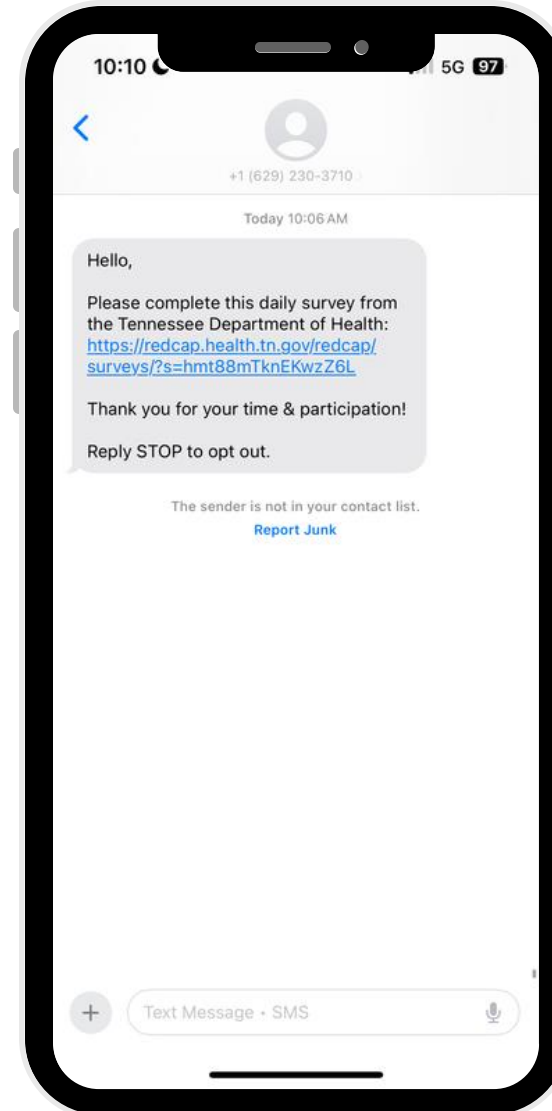 10:10
5G 97
+1 (629) 230-3710
Today 10:06 AM
Hello,
Please complete this daily survey from
the Tennessee Department of Health:
https://redcap.health.tn.gov/redcap/
surveys/?s=hmt88mTknEKwzZ6L
Thank you for your time & participation!
Reply STOP to opt out.
The sender is not in your contact list.
Report Junk
Text Message • SMS